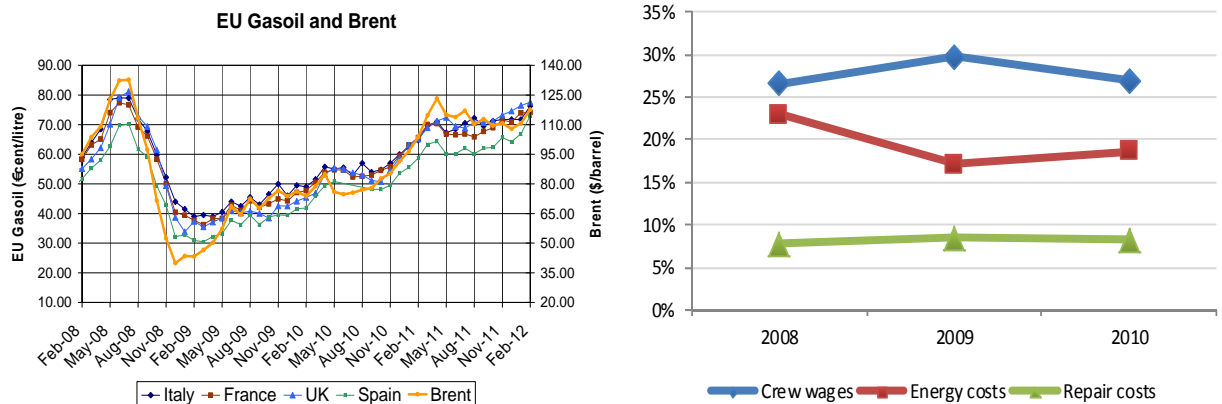 EU Gasoil and Brent
EU Gasoil (€cent/litre)
90.00
80.00
70.00
60.00
50.00
40.00
30.00
20.00
10.00
140.00
125.00
110.00
95.00
80.00
65.00
50.00
35.00
20.00
Brent ($/barrel)
Feb-08
May-08
Aug-08
Nov-08
Feb-09
May-09
Aug-09
Nov-09
Feb-10
May-10
Aug-10
Nov-10
Feb-11
May-11
Aug-11
Nov-11
Feb-12
Italy France UK Spain Brent
35%
30%
25%
20%
15%
10%
5%
0%
2008 2009 2010
Crew wages Energy costs Repair costs